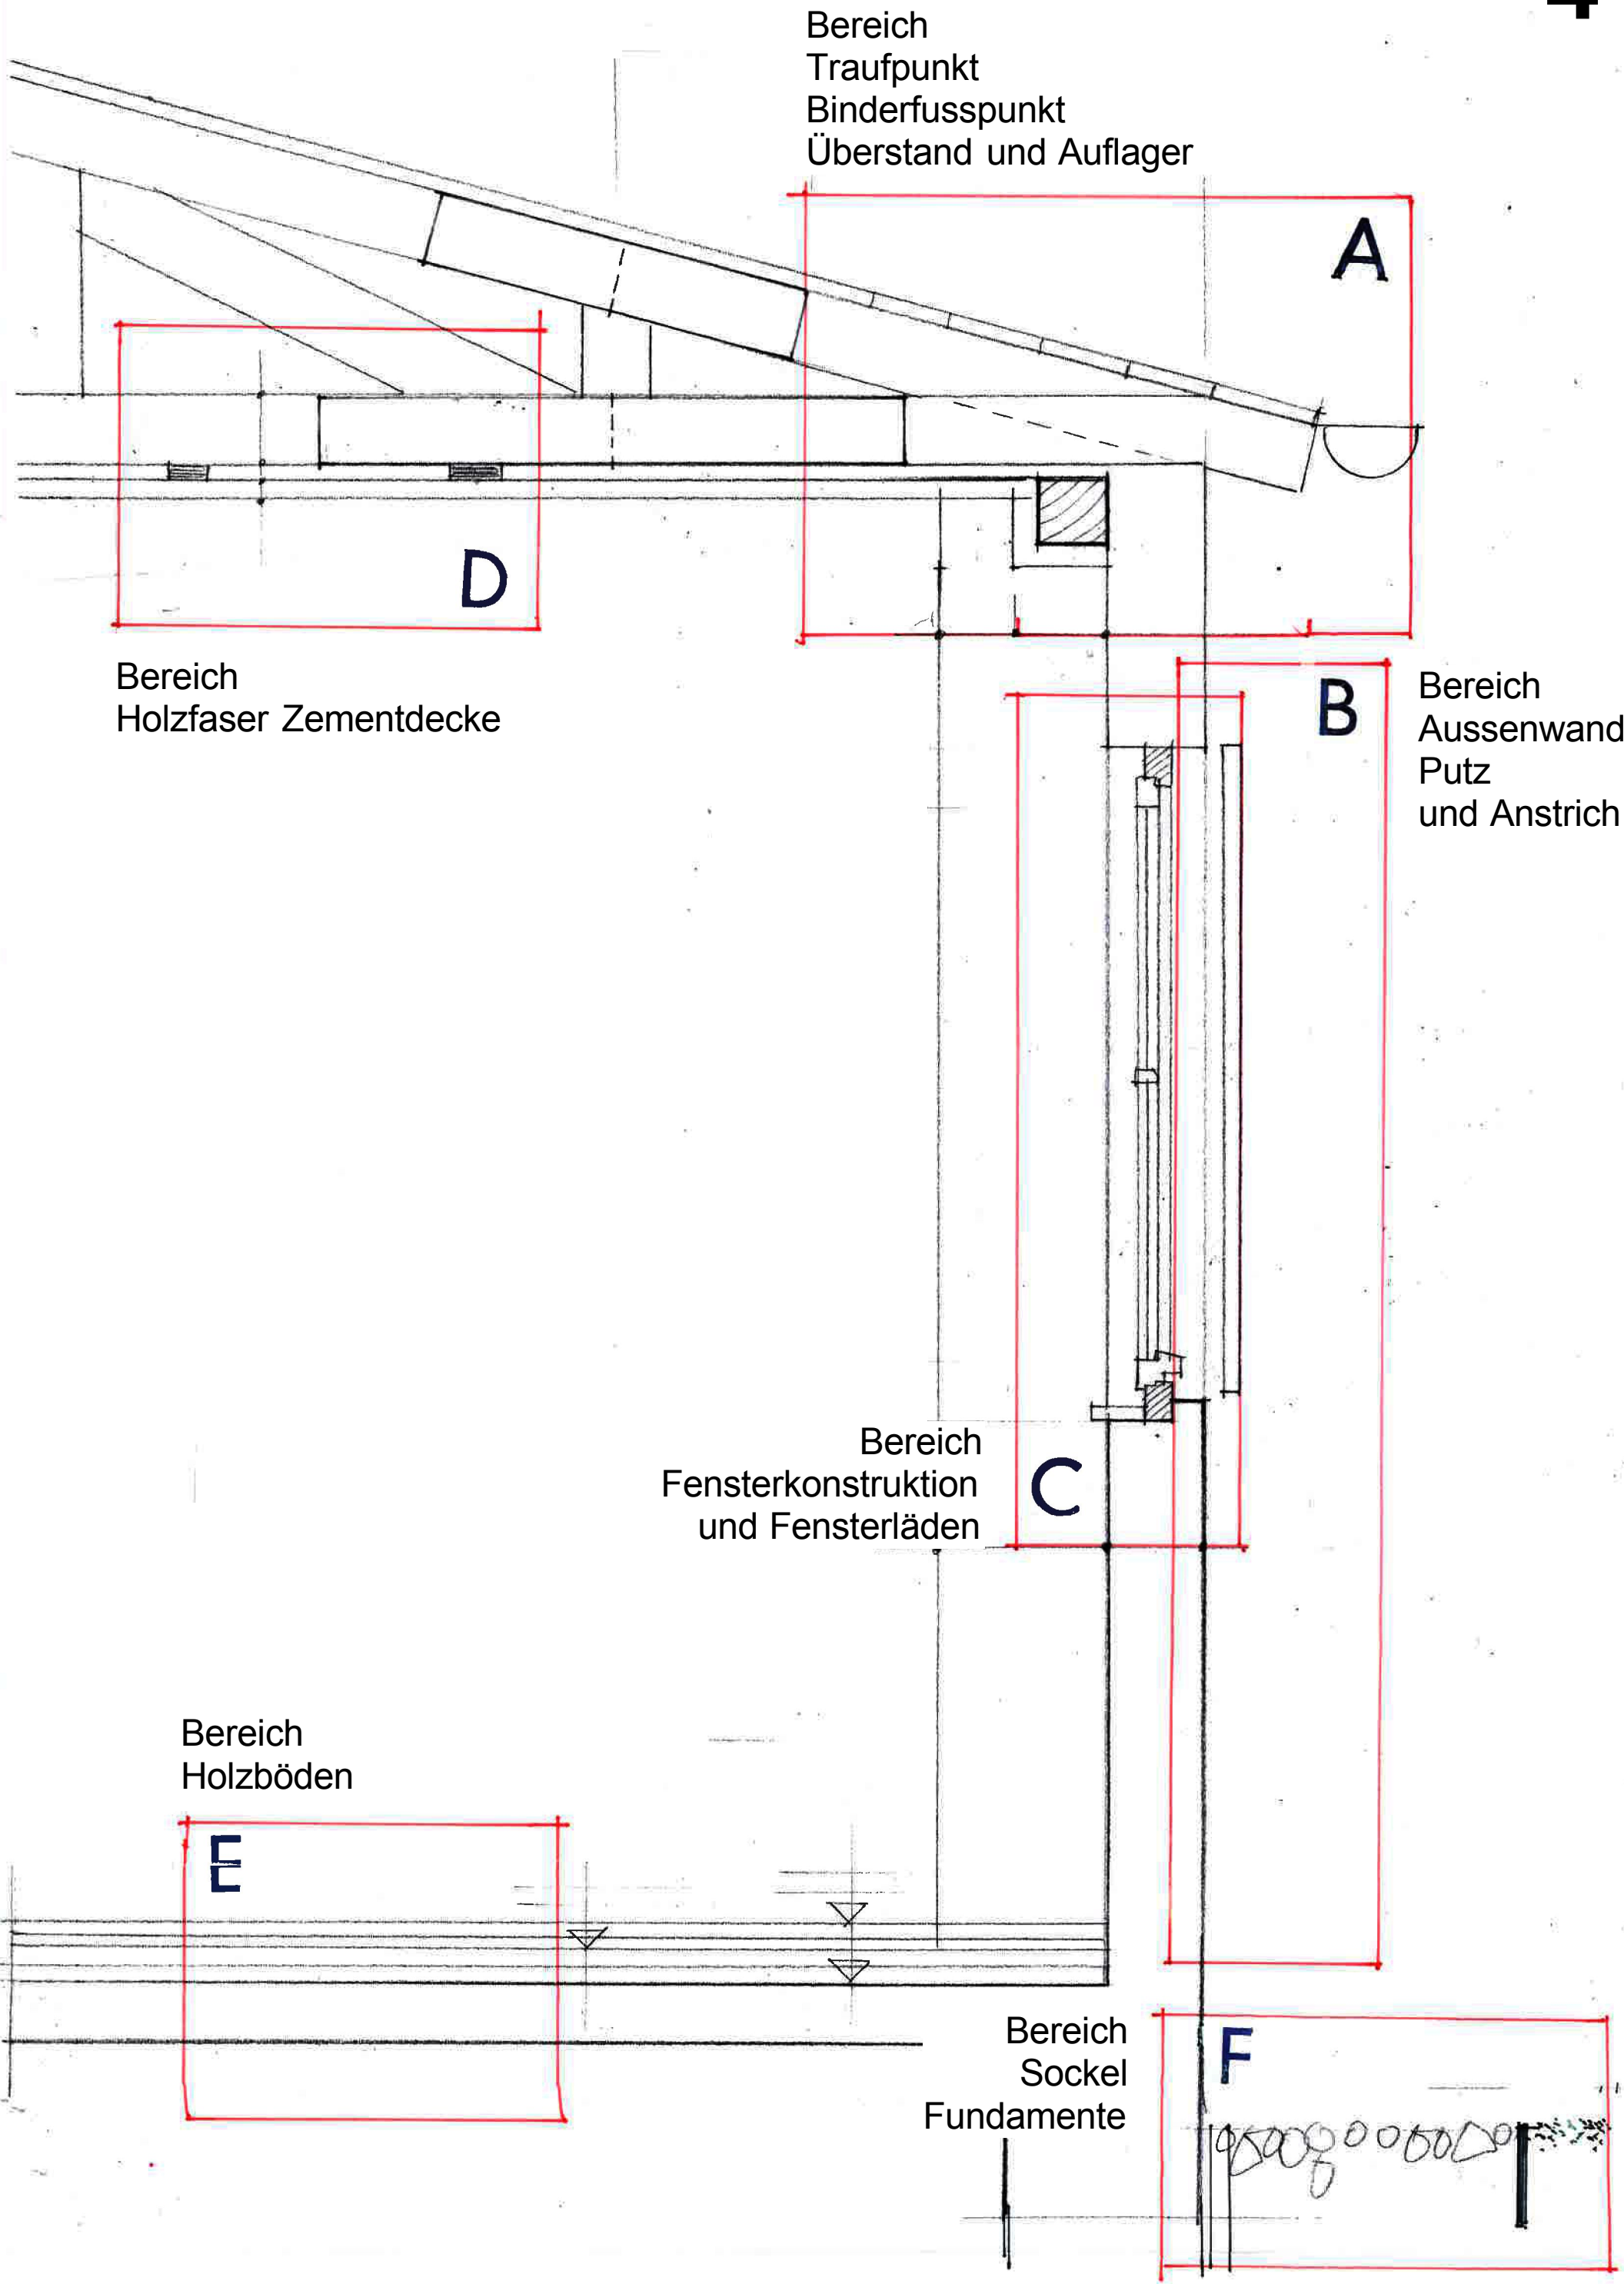 4
Bereich
Traufpunkt
Binderfusspunkt
Überstand und Auflager
A
D
Bereich
Holzfaser Zementdecke
B
Bereich
Aussenwand
Putz
und Anstrich
Bereich
Fensterkonstruktion
und Fensterläden
C
Bereich
Holzböden
E
Bereich
Sockel
Fundamente
F